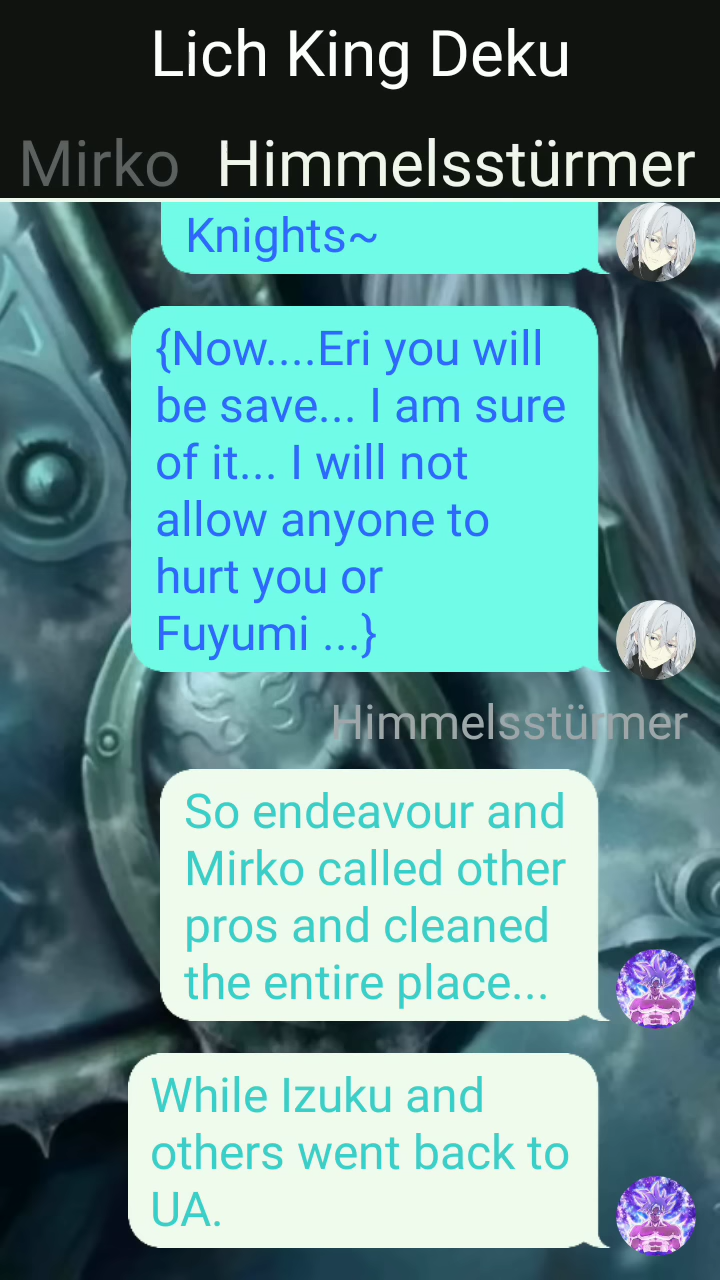 Lich King Deku
Mirko Himmelsstürmer
Knights~
{Now....Eri you will
be save... I am sure
of it... I will not
allow anyone to
hurt you or
Fuyumi ...}
Himmelsstürmer
So endeavour and
Mirko called other
pros and cleaned
the entire place...
While Izuku and
others went back to
UA.